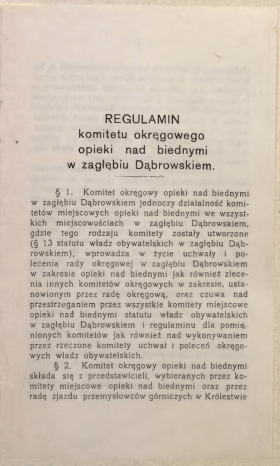 REGULAMIN
komitetu okręgowego
opieki nad biednymi
w zagłębiu Dąbrowskiem.
§ 1. Komitet okręgowy opieki nad biednymi
w zagłębiu Dąbrowskiem jednoczy działalność komi-
tetów miejscowych opieki nad biednymi we wszyst-
kich miejscowościach w zagłębiu Dąbrowskiem,
gdzie tego rodzaju komitety zostały utworzone
(§ 13 statutu władz obywatelskich w zagłębiu Dąb-
rowskiem), wprowadza w życie uchwały i po-
lecenia rady okręgowej w zagłębiu Dąbrowskiem
w zakresie opieki nad biednymi jak również zlece-
nia innych komitetów okręgowych w zakresie, usta-
nowionym przez radę okręgową, oraz czuwa nad
przestrzeganiem przez wszystkie komitety miejscowe
opieki nad biednymi statutu władz obywatelskich
w zagłębiu Dąbrowskiem i regulaminu dla pomie-
nionych komitetów jak również nad wykonywaniem
przez rzeczone komitety uchwał i poleceń okręgo-
wych władz obywatelskich.
§ 2. Komitet okręgowy opieki nad biednymi
składa się z przedstawicieli, wybieranych przez ko-
mitety miejscowe opieki nad biednymi oraz przez
radę zjazdu przemysłowców górniczych w Królestwie